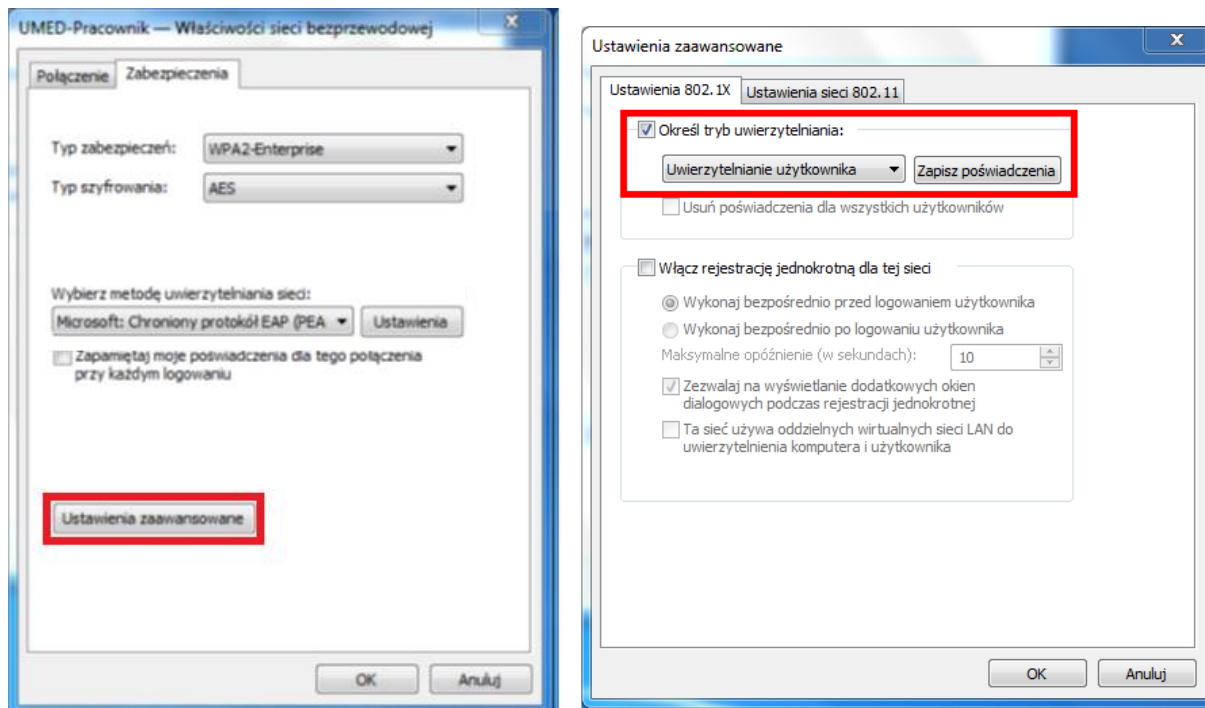 UMED-Pracownik — Właściwości sieci bezprzewodowej
Połączenie Zabezpieczenia
Typ zabezpieczeń: WPA2-Enterprise
Typ szyfrowania: AES
Wybierz metodę uwierzytelniania sieci:
Microsoft: Chroniony protokół EAP (PEA Ustawienia
Zapamiętaj moje poświadczenia dla tego połączenia
przy każdym logowaniu
Ustawienia zaawansowane
OK Anuluj
Ustawienia zaawansowane
Ustawienia 802.1X Ustawienia sieci 802.11
Określ tryb uwierzytelniania:
Uwierzytelnianie użytkownika Zapisz poświadczenia
Usuń poświadczenia dla wszystkich użytkowników
Włącz rejestrację jednokrotną dla tej sieci
Wykonaj bezpośrednio przed logowaniem użytkownika
Wykonaj bezpośrednio po logowaniu użytkownika
Maksymalne opóźnienie (w sekundach): 10
Zezwalaj na wyświetlanie dodatkowych okien
dialogowych podczas rejestracji jednokrotnej
Ta sieć używa oddzielnych wirtualnych sieci LAN do
uwierzytelnienia komputera i użytkownika
OK Anuluj